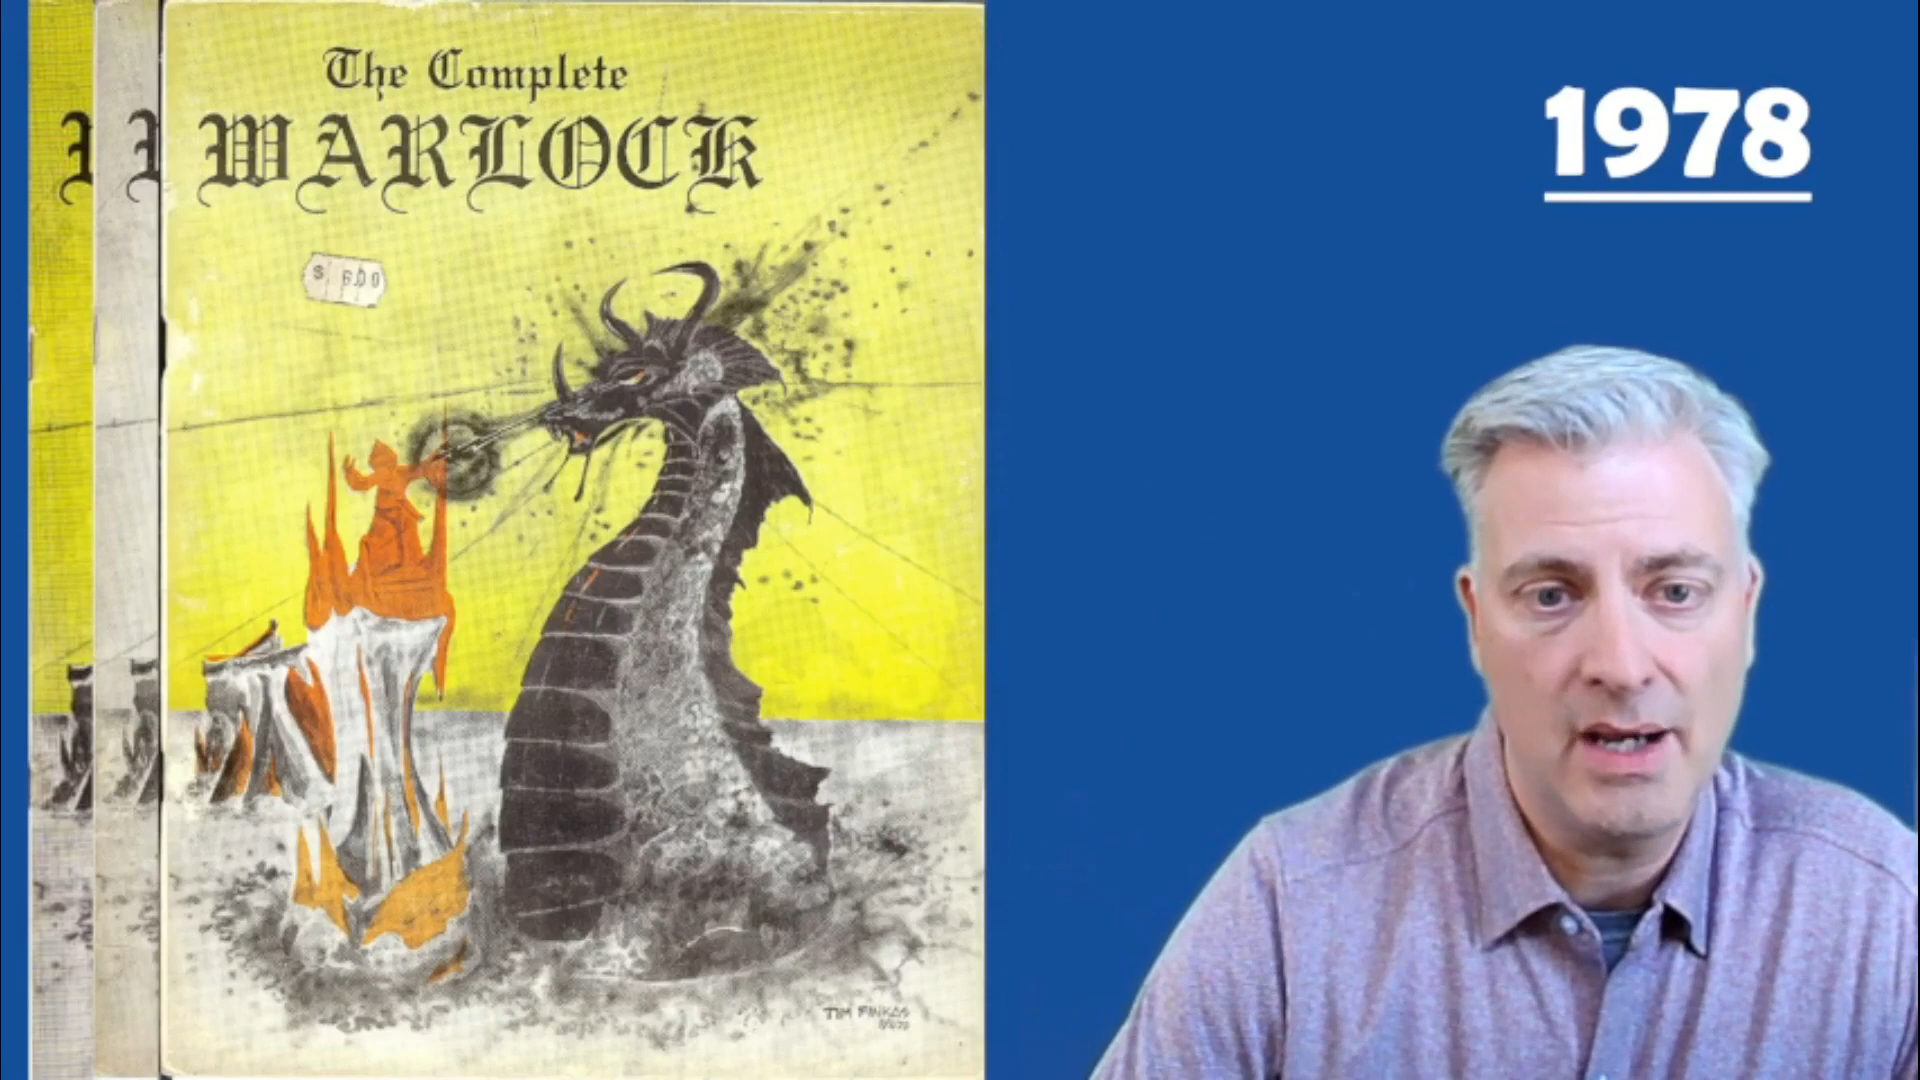 The Complete
WARLOCK
$ 6.00
TIM FINKAS
1978